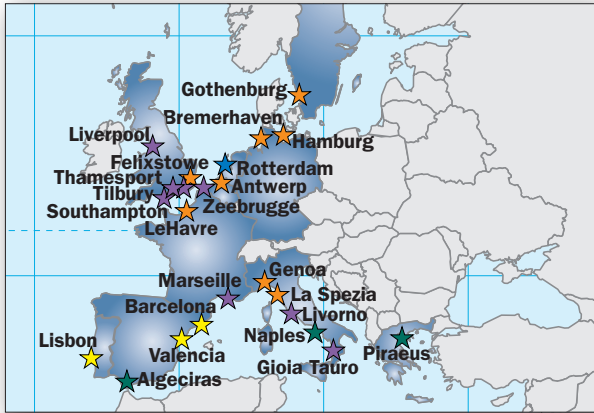 Gothenburg
Bremerhaven
Hamburg
Liverpool
Felixstowe
Rotterdam
Thamesport
Antwerp
Tilbury
Zeebrugge
Southampton
LeHavre
Genoa
Marseille
La Spezia
Barcelona
Livorno
Naples
Lisbon
Valencia
Piraeus
Gioia Tauro
Algeciras